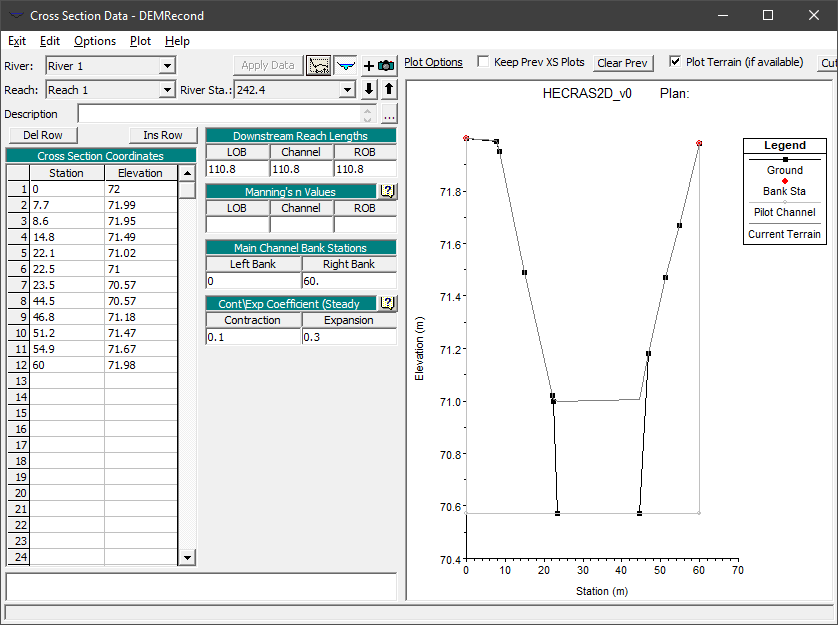 Cross Section Data - DEMRecond
Exit Edit Options Plot Help
River: River 1 Apply Data
Reach: Reach 1 River Sta.: 242.4
Description ...
Del Row Ins Row
Cross Section Coordinates
Station Elevation
1 0 72
2 7.7 71.99
3 8.6 71.95
4 14.8 71.49
5 22.1 71.02
6 22.5 71
7 23.5 70.57
8 44.5 70.57
9 46.8 71.18
10 51.2 71.47
11 54.9 71.67
12 60 71.98
13
14
15
16
17
18
19
20
21
22
23
24
Downstream Reach Lengths
LOB Channel ROB
110.8 110.8 110.8
Manning's n Values
LOB Channel ROB
Main Channel Bank Stations
Left Bank Right Bank
0 60.
Cont\Exp Coefficient (Steady
Contraction Expansion
0.1 0.3
Plot Options Keep Prev XS Plots Clear Prev Plot Terrain (if available) Cut
HECRAS2D_v0 Plan:
Elevation (m)
71.8
71.6
71.4
71.2
71.0
70.8
70.6
70.4
0 10 20 30 40 50 60 70
Station (m)
Legend
Ground
Bank Sta
Pilot Channel
Current Terrain